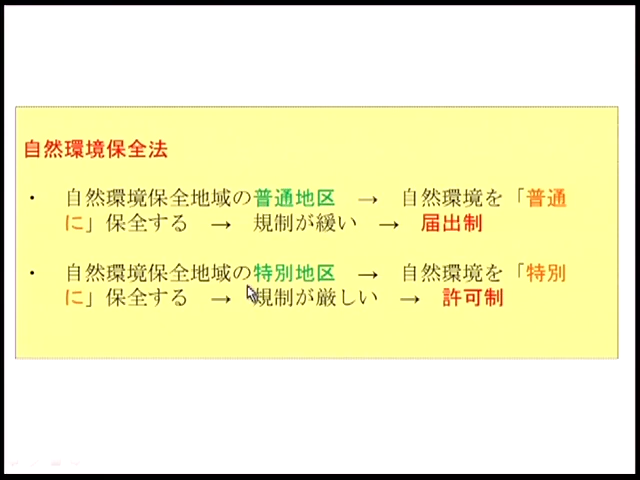 自然環境保全法
・ 自然環境保全地域の普通地区 → 自然環境を「普通
に」保全する → 規制が緩い → 届出制
・ 自然環境保全地域の特別地区 → 自然環境を「特別
に」保全する → 規制が厳しい → 許可制